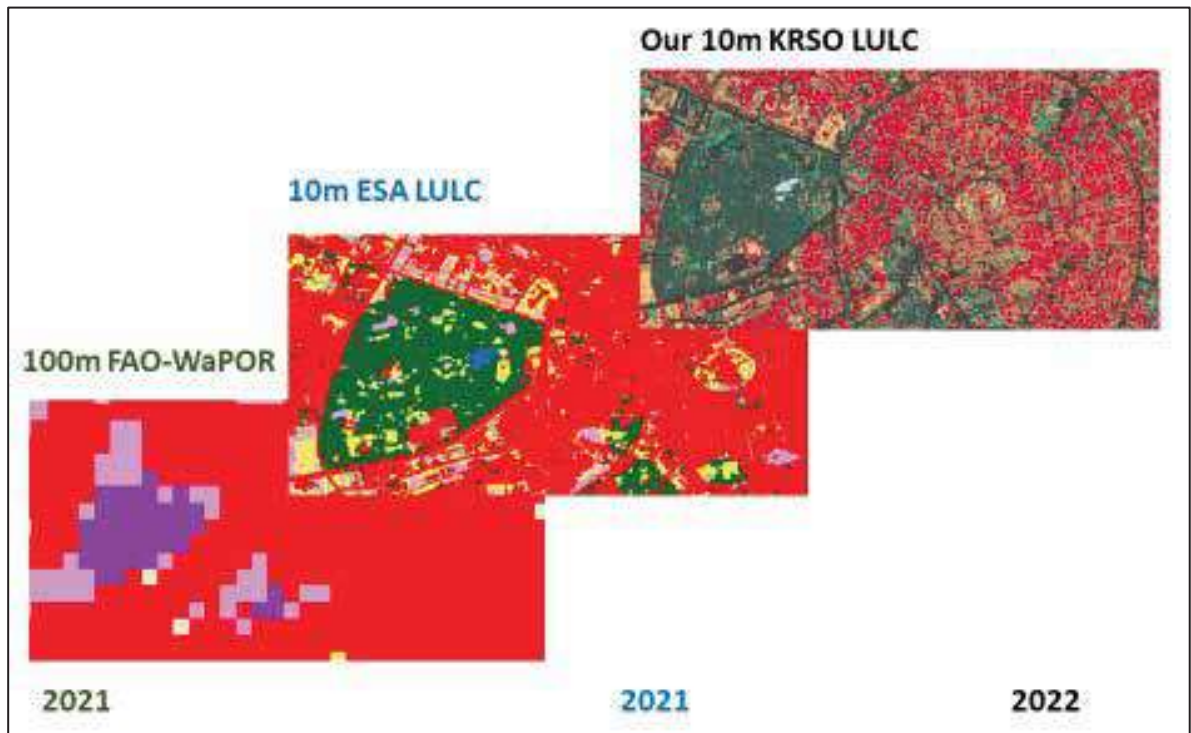 Our 10m KRSO LULC
10m ESA LULC
100m FAO-WaPOR
2021
2021
2022